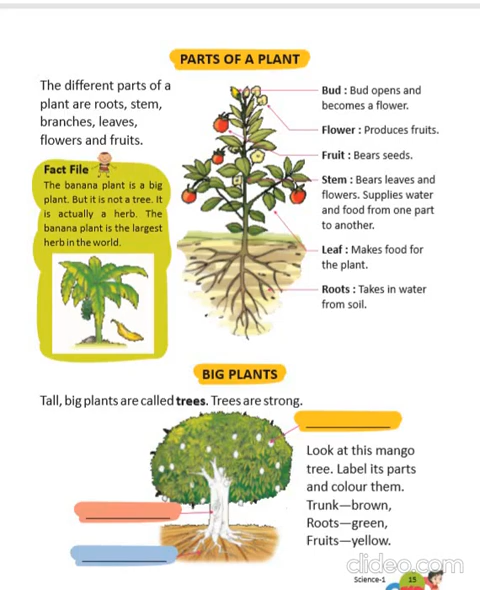 PARTS OF A PLANT
The different parts of a
plant are roots, stem,
branches, leaves,
flowers and fruits.
Fact File
The banana plant is a big
plant. But it is not a tree. It
is actually a herb. The
banana plant is the largest
herb in the world.
Bud : Bud opens and
becomes a flower.
Flower : Produces fruits.
Fruit : Bears seeds.
Stem : Bears leaves and
flowers. Supplies water
and food from one part
to another.
Leaf : Makes food for
the plant.
Roots : Takes in water
from soil.
BIG PLANTS
Tall, big plants are called trees. Trees are strong.
Look at this mango
tree. Label its parts
and colour them.
Trunk—brown,
Roots—green,
Fruits—yellow.
clideo.com
Science-1
15